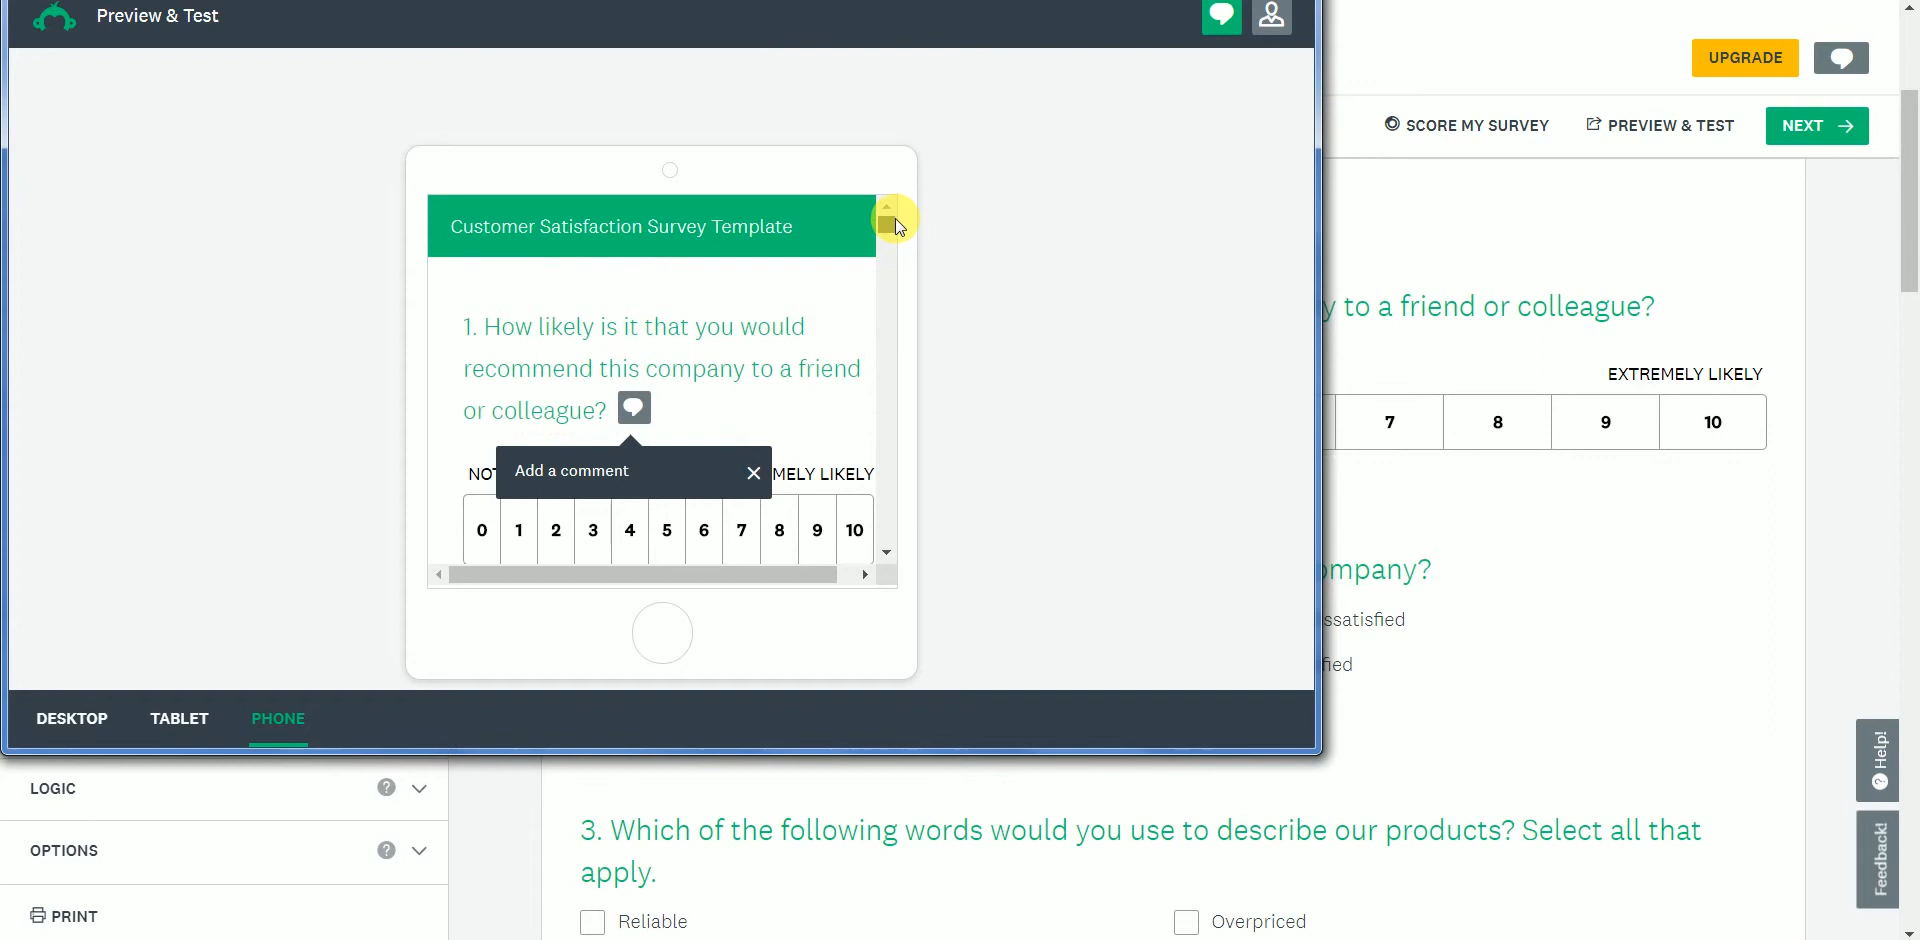 Preview & Test
UPGRADE
SCORE MY SURVEY
PREVIEW & TEST
NEXT
Customer Satisfaction Survey Template
1. How likely is it that you would
recommend this company to a friend
or colleague?
Add a comment
NOT
MELY LIKELY
0 1 2 3 4 5 6 7 8 9 10
y to a friend or colleague?
EXTREMELY LIKELY
7 8 9 10
ompany?
ssatisfied
fied
DESKTOP
TABLET
PHONE
LOGIC
?
OPTIONS
?
PRINT
3. Which of the following words would you use to describe our products? Select all that
apply.
Reliable
Overpriced
? Help!
Feedback!